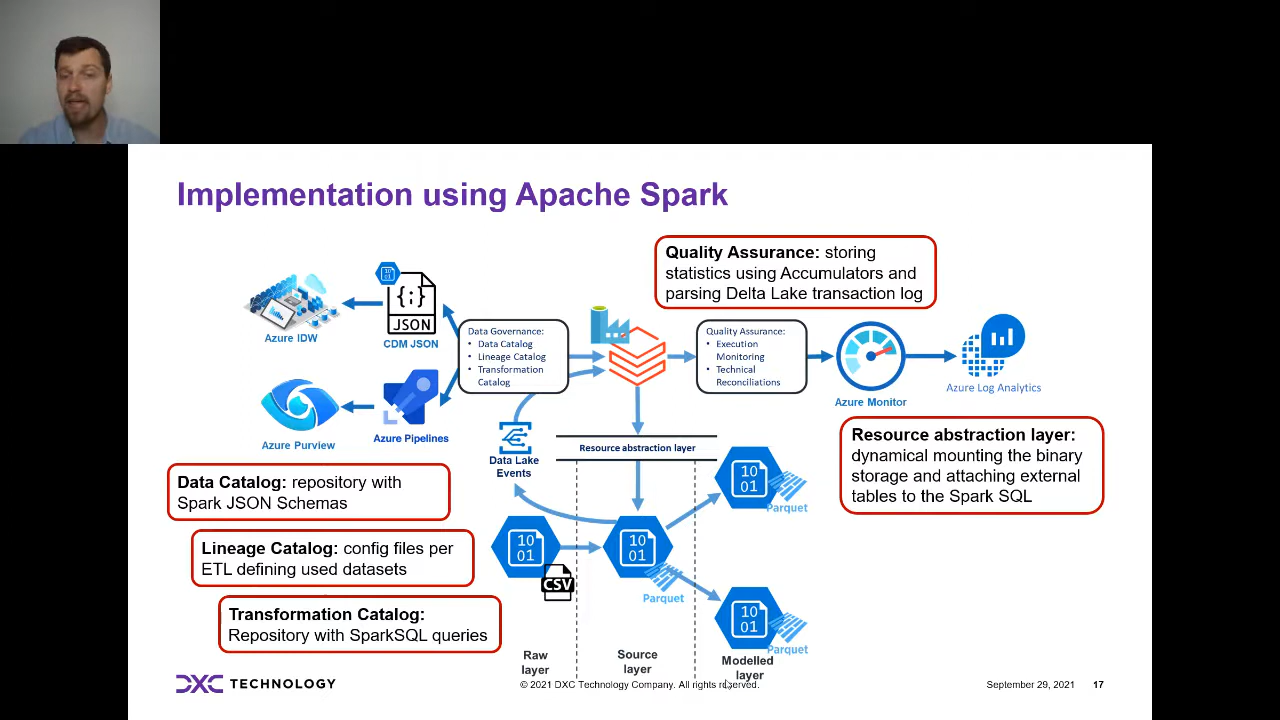 Implementation using Apache Spark
Quality Assurance: storing
statistics using Accumulators and
parsing Delta Lake transaction log
Azure IDW
{;}
JSON
CDM JSON
10
01
Data Governance:
• Data Catalog
• Lineage Catalog
• Transformation
Catalog
Quality Assurance:
• Execution
Monitoring
• Technical
Reconciliations
Azure Monitor
Azure Log Analytics
Azure Purview
Azure Pipelines
Data Lake
Events
Resource abstraction layer
Resource abstraction layer:
dynamical mounting the binary
storage and attaching external
tables to the Spark SQL
Data Catalog: repository with
Spark JSON Schemas
Lineage Catalog: config files per
ETL defining used datasets
Transformation Catalog:
Repository with SparkSQL queries
10
01
CSV
10
01
Parquet
10
01
Parquet
10
01
Parquet
Raw
layer
Source
layer
Modelled
layer
DXC TECHNOLOGY
© 2021 DXC Technology Company. All rights reserved.
September 29, 2021
17